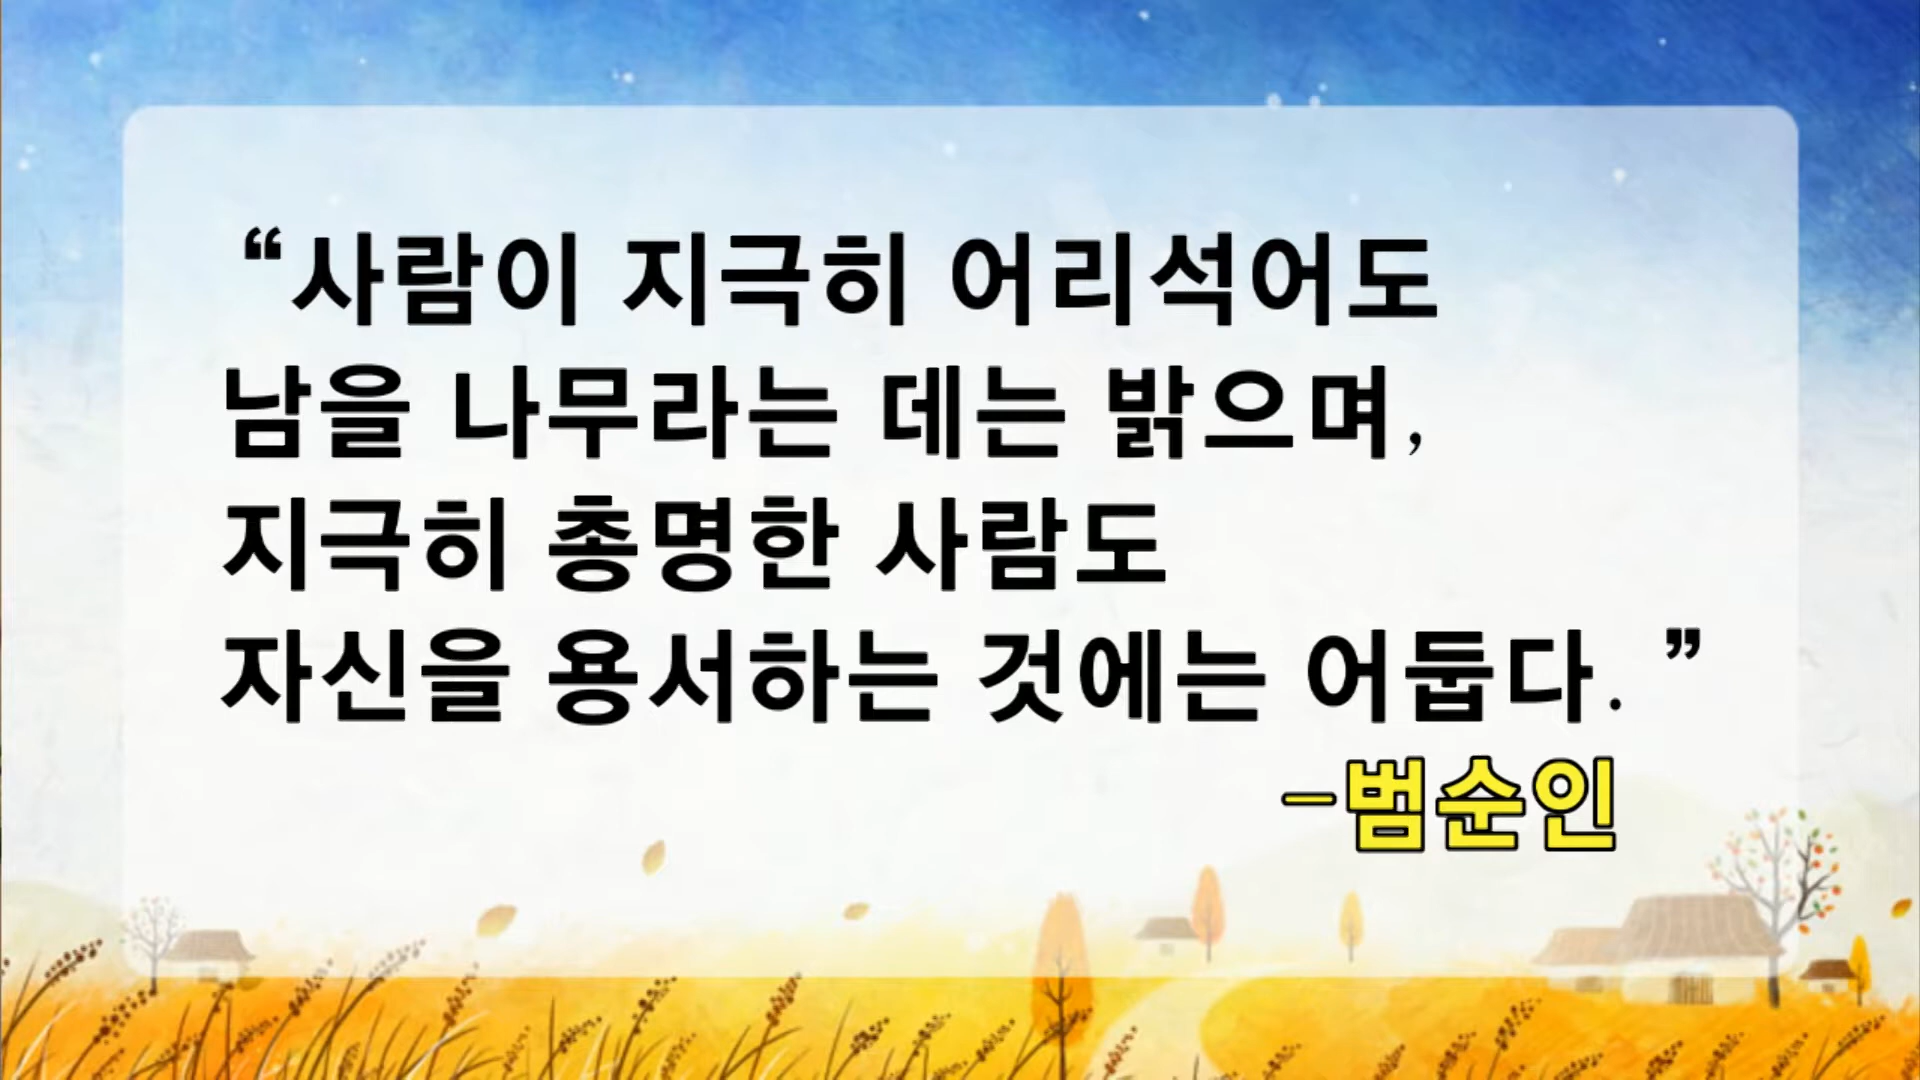 “사람이 지극히 어리석어도
남을 나무라는 데는 밝으며,
지극히 총명한 사람도
자신을 용서하는 것에는 어둡다. ”
-범순인